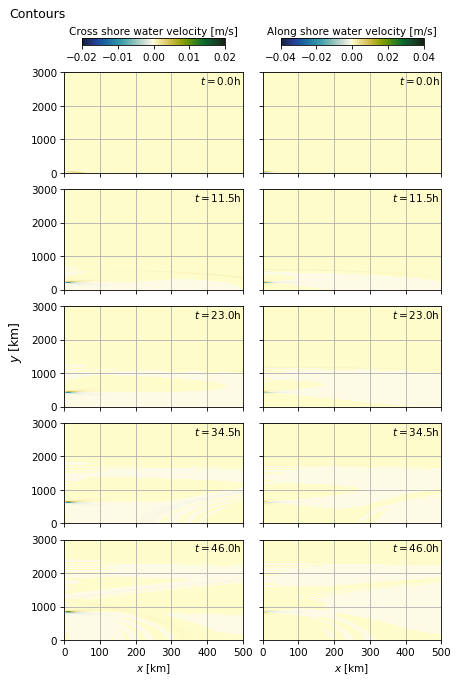 Contours
Cross shore water velocity [m/s]
Along shore water velocity [m/s]
−0.02 −0.01 0.00 0.01 0.02
−0.04 −0.02 0.00 0.02 0.04
3000
2000
1000
0
t = 0.0h
t = 0.0h
3000
2000
1000
0
t = 11.5h
t = 11.5h
3000
2000
1000
0
t = 23.0h
t = 23.0h
y [km]
3000
2000
1000
0
t = 34.5h
t = 34.5h
3000
2000
1000
0
t = 46.0h
t = 46.0h
0 100 200 300 400 500
0 100 200 300 400 500
x [km]
x [km]